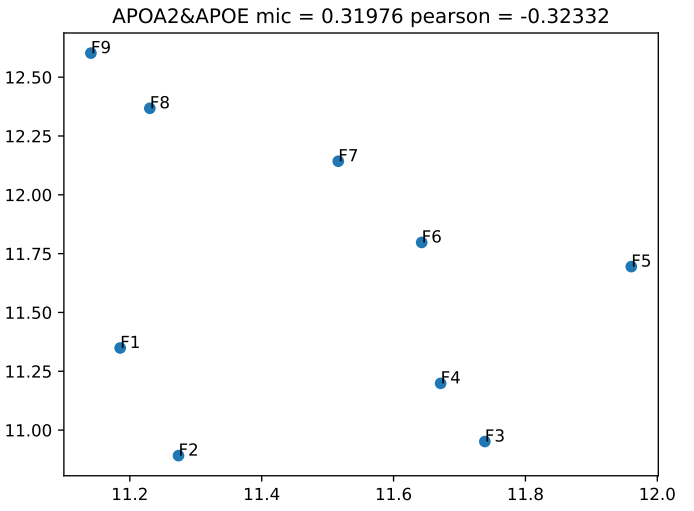 APOA2&APOE mic = 0.31976 pearson = -0.32332
F9
12.50
F8
12.25
F7
12.00
F6
11.75
F5
11.50
F1
11.25
F4
11.00
F3
F2
11.2 11.4 11.6 11.8 12.0